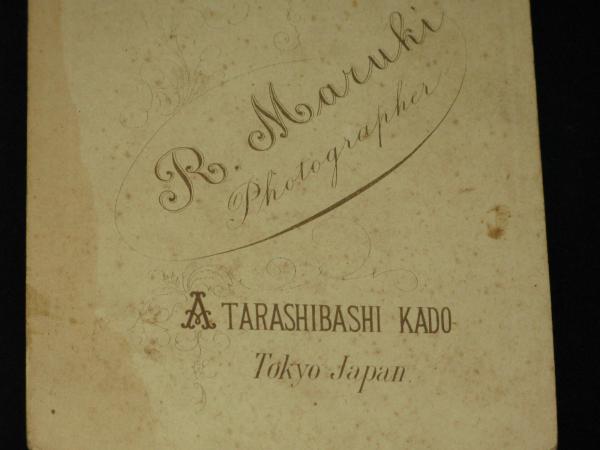 R. Maruki
Photographer
ATARASHIBASHI KADO
Tokyo Japan.